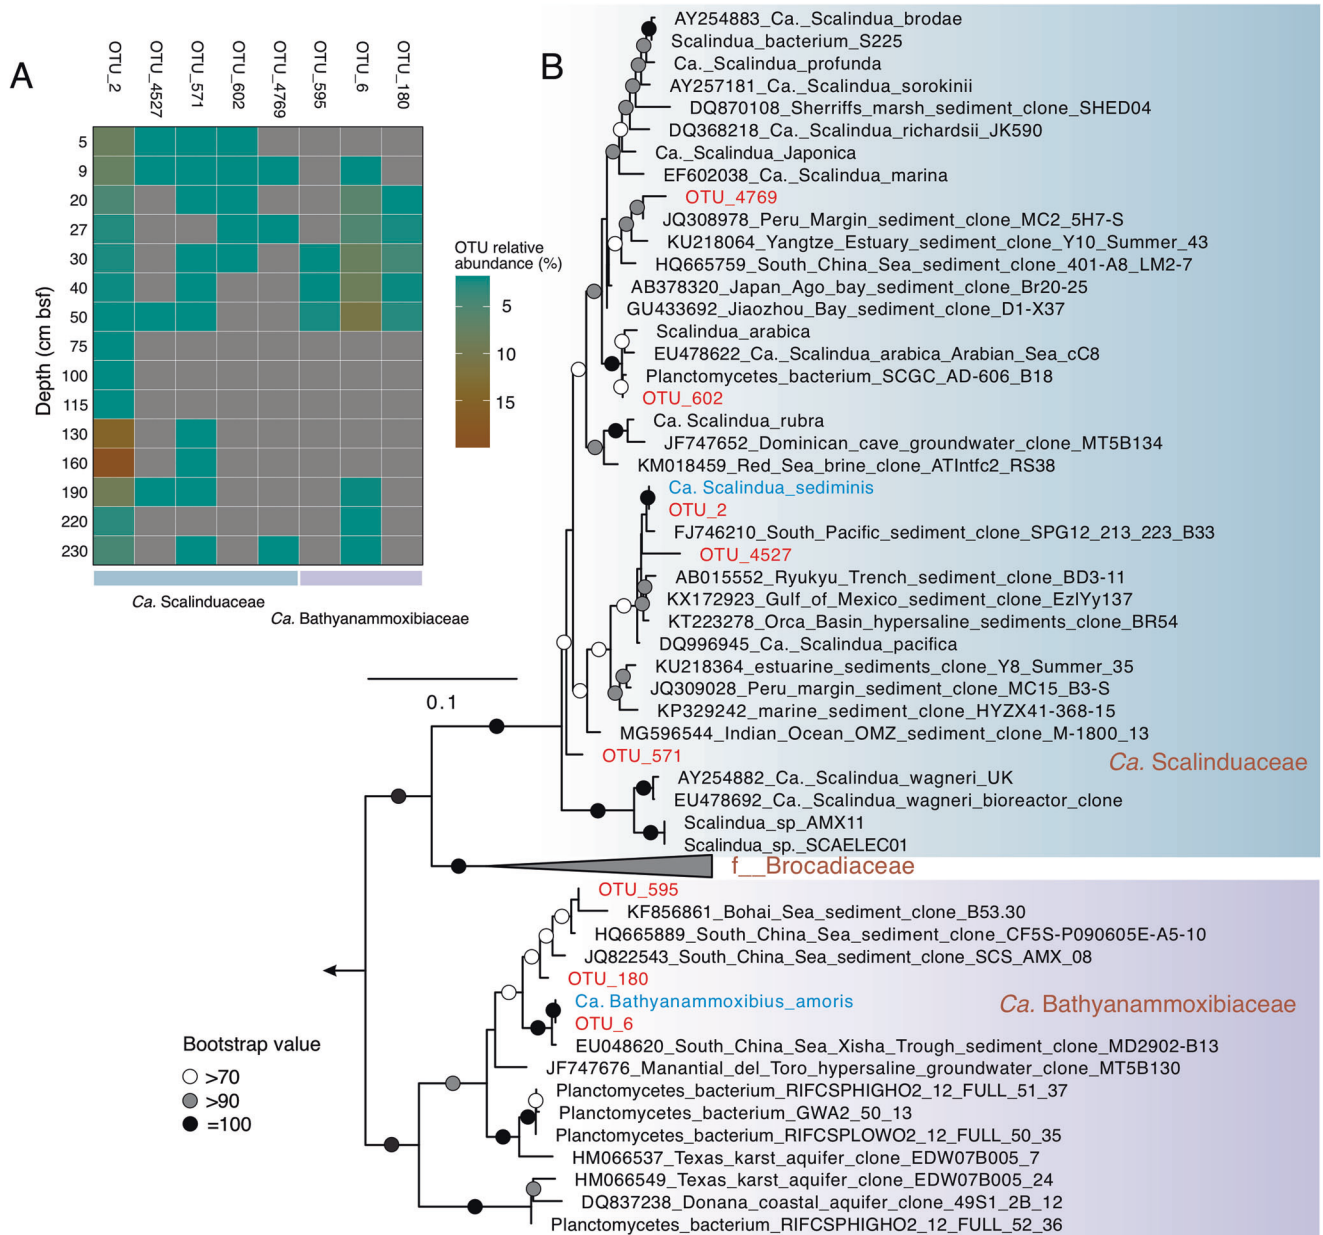 A
OTU_2
OTU_4527
OTU_571
OTU_602
OTU_4769
OTU_595
OTU_6
OTU_180
Depth (cm bsf)
5
9
20
27
30
40
50
75
100
115
130
160
190
220
230
Ca. Scalinduaceae
Ca. Bathyanammoxibiaceae
OTU relative
abundance (%)
5
10
15
B
AY254883_Ca._Scalindua_brodae
Scalindua_bacterium_S225
Ca._Scalindua_profunda
AY257181_Ca._Scalindua_sorokinii
DQ870108_Sherriffs_marsh_sediment_clone_SHED04
DQ368218_Ca._Scalindua_richardsii_JK590
Ca._Scalindua_Japonica
EF602038_Ca._Scalindua_marina
OTU_4769
JQ308978_Peru_Margin_sediment_clone_MC2_5H7-S
KU218064_Yangtze_Estuary_sediment_clone_Y10_Summer_43
HQ665759_South_China_Sea_sediment_clone_401-A8_LM2-7
AB378320_Japan_Ago_bay_sediment_clone_Br20-25
GU433692_Jiaozhou_Bay_sediment_clone_D1-X37
Scalindua_arabica
EU478622_Ca._Scalindua_arabica_Arabian_Sea_cC8
Planctomycetes_bacterium_SCGC_AD-606_B18
OTU_602
Ca. Scalindua_rubra
JF747652_Dominican_cave_groundwater_clone_MT5B134
KM018459_Red_Sea_brine_clone_ATIntfc2_RS38
Ca. Scalindua_sediminis
OTU_2
FJ746210_South_Pacific_sediment_clone_SPG12_213_223_B33
OTU_4527
AB015552_Ryukyu_Trench_sediment_clone_BD3-11
KX172923_Gulf_of_Mexico_sediment_clone_EzlYy137
KT223278_Orca_Basin_hypersaline_sediments_clone_BR54
DQ996945_Ca._Scalindua_pacifica
KU218364_estuarine_sediments_clone_Y8_Summer_35
JQ309028_Peru_margin_sediment_clone_MC15_B3-S
KP329242_marine_sediment_clone_HYZX41-368-15
MG596544_Indian_Ocean_OMZ_sediment_clone_M-1800_13
OTU_571
Ca. Scalinduaceae
AY254882_Ca._Scalindua_wagneri_UK
EU478692_Ca._Scalindua_wagneri_bioreactor_clone
Scalindua_sp_AMX11
Scalindua_sp._SCAELEC01
f__Brocadiaceae
0.1
OTU_595
KF856861_Bohai_Sea_sediment_clone_B53.30
HQ665889_South_China_Sea_sediment_clone_CF5S-P090605E-A5-10
JQ822543_South_China_Sea_sediment_clone_SCS_AMX_08
OTU_180
Ca. Bathyanammoxibius_amoris
Ca. Bathyanammoxibiaceae
OTU_6
EU048620_South_China_Sea_Xisha_Trough_sediment_clone_MD2902-B13
JF747676_Manantial_del_Toro_hypersaline_groundwater_clone_MT5B130
Planctomycetes_bacterium_RIFCSPHIGHO2_12_FULL_51_37
Planctomycetes_bacterium_GWA2_50_13
Planctomycetes_bacterium_RIFCSPLOWO2_12_FULL_50_35
HM066537_Texas_karst_aquifer_clone_EDW07B005_7
HM066549_Texas_karst_aquifer_clone_EDW07B005_24
DQ837238_Donana_coastal_aquifer_clone_49S1_2B_12
Planctomycetes_bacterium_RIFCSPHIGHO2_12_FULL_52_36
Bootstrap value
>70
>90
=100